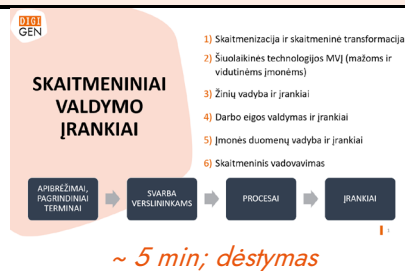 DIGI
GEN
SKAITMENINIAI
VALDYMO
ĮRANKIAI
1) Skaitmenizacija ir skaitmeninė transformacija
2) Šiuolaikinės technologijos MVĮ (mažoms ir
vidutinėms įmonėms)
3) Žinių vadyba ir įrankiai
4) Darbo eigos valdymas ir įrankiai
5) Įmonės duomenų vadyba ir įrankiai
6) Skaitmeninis vadovavimas
APIBRĖŽIMAI,
PAGRINDINIAI
TERMINAI
SVARBA
VERSLININKAMS
PROCESAI
ĮRANKIAI
~ 5 min; dėstymas